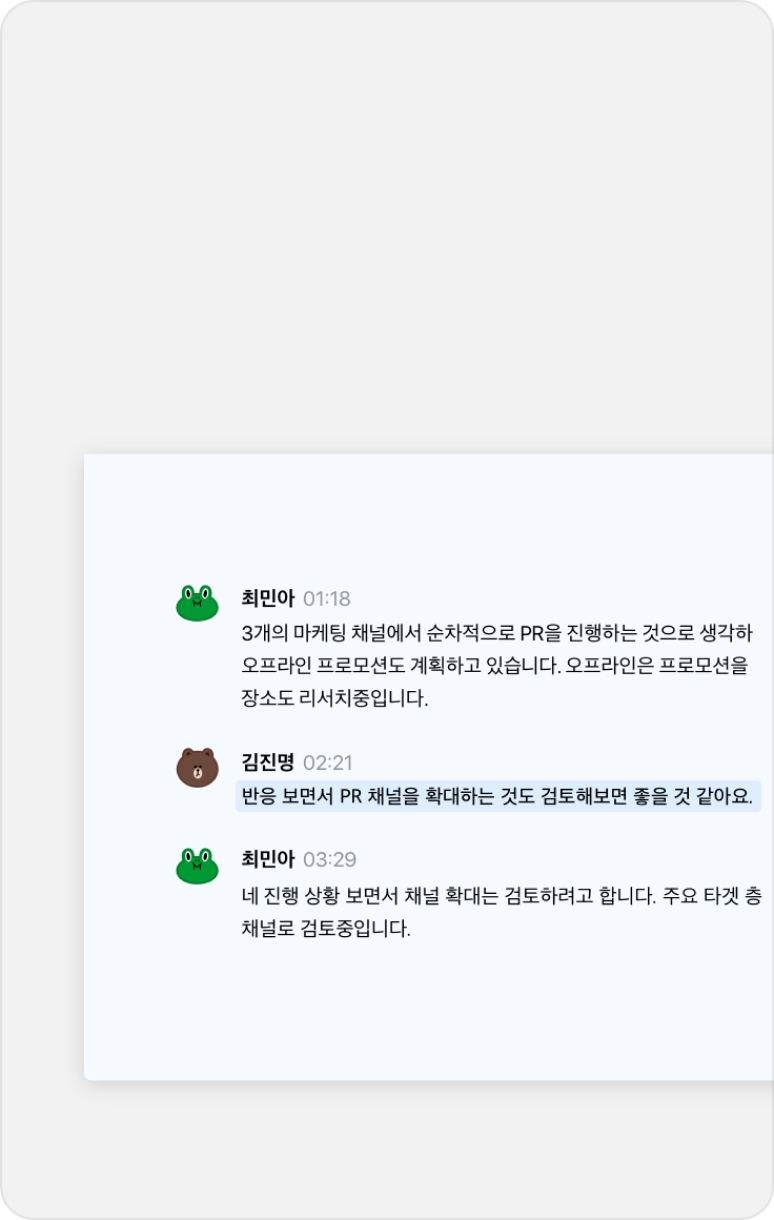 최민아 01:18
3개의 마케팅 채널에서 순차적으로 PR을 진행하는 것으로 생각하
오프라인 프로모션도 계획하고 있습니다. 오프라인은 프로모션을
장소도 리서치중입니다.
김진명 02:21
반응 보면서 PR 채널을 확대하는 것도 검토해보면 좋을 것 같아요.
최민아 03:29
네 진행 상황 보면서 채널 확대는 검토하려고 합니다. 주요 타겟 층
채널로 검토중입니다.